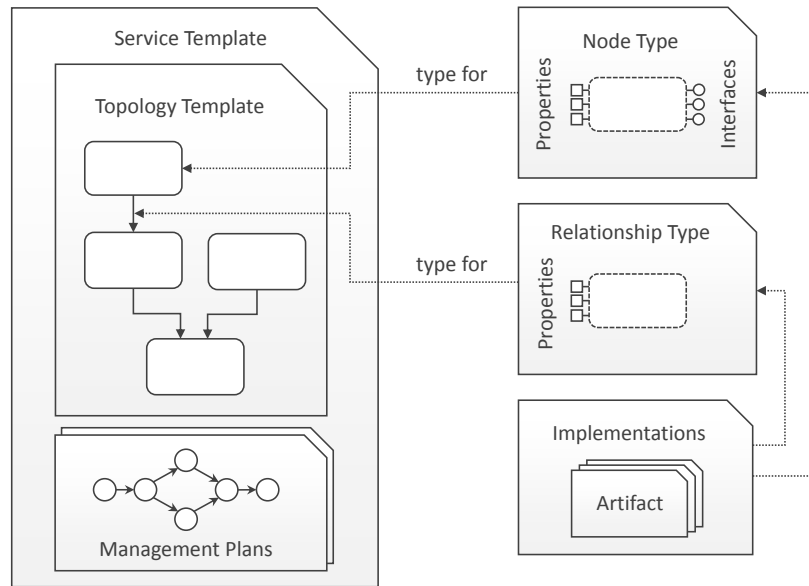 Service Template
Topology Template
Management Plans
type for
type for
Node Type
Properties
Interfaces
Relationship Type
Properties
Implementations
Artifact